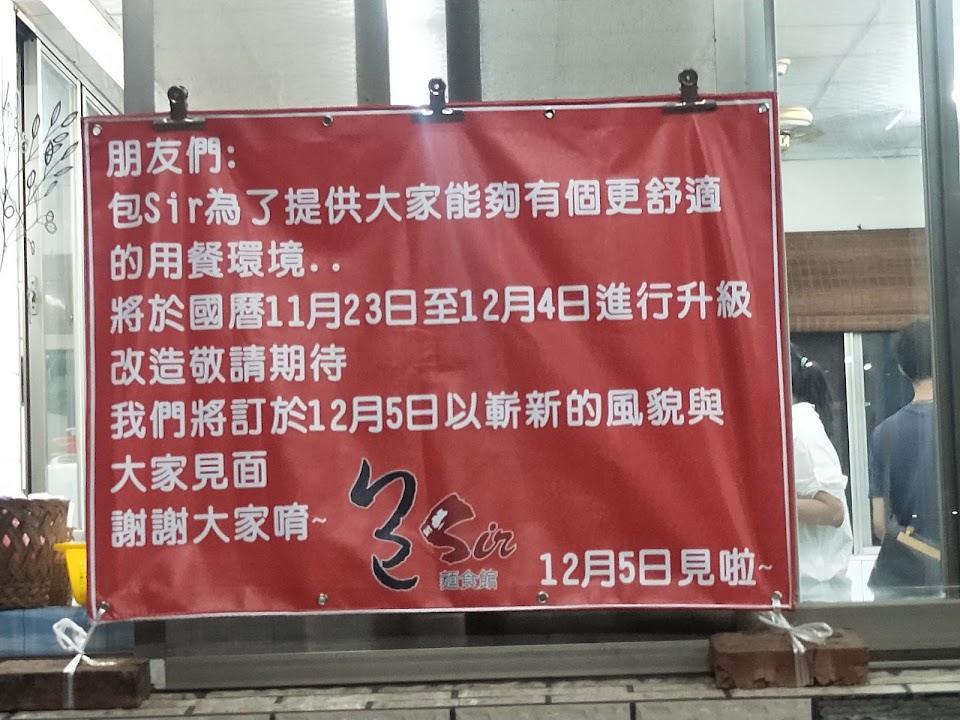 朋友們:
包Sir為了提供大家能夠有個更舒適
的用餐環境..
將於國曆11月23日至12月4日進行升級
改造敬請期待
我們將訂於12月5日以嶄新的風貌與
大家見面
謝謝大家唷~
包Sir
麵食館
12月5日見啦~